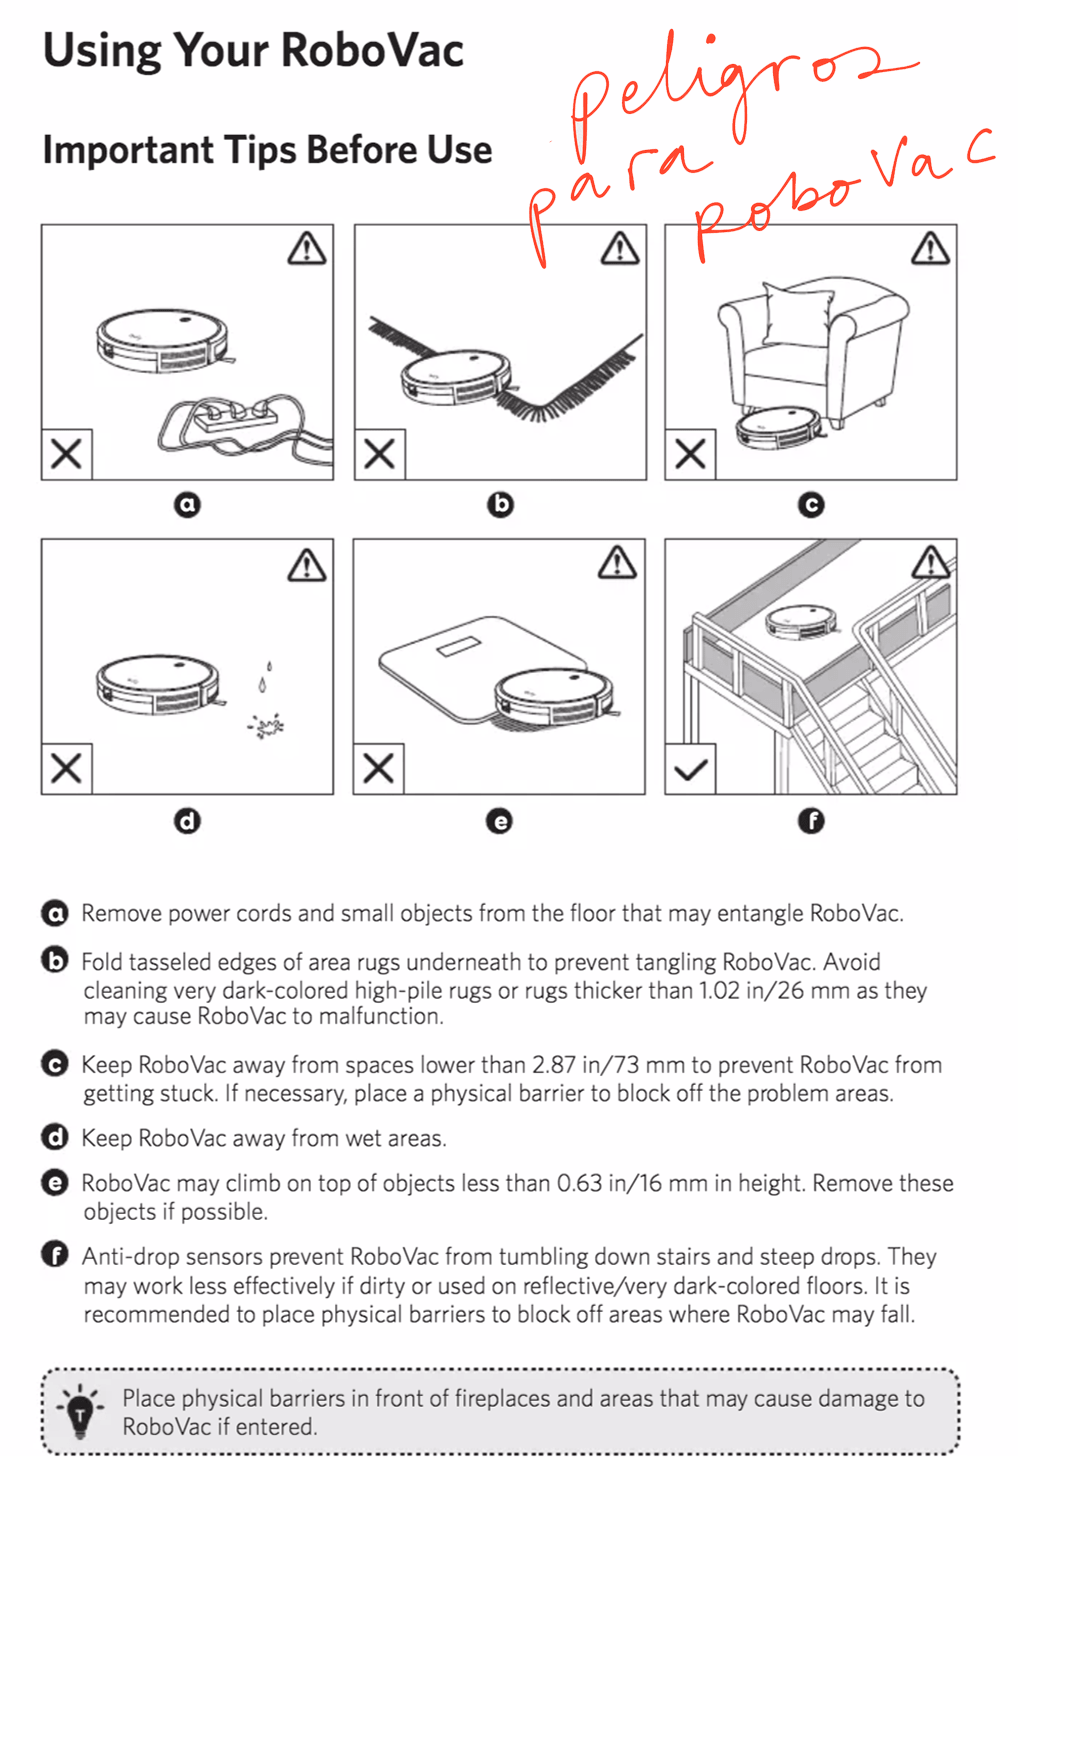 Using Your RoboVac
Peligros
para
RoboVac
Important Tips Before Use
a
b
c
d
e
f
a Remove power cords and small objects from the floor that may entangle RoboVac.
b Fold tasseled edges of area rugs underneath to prevent tangling RoboVac. Avoid
cleaning very dark-colored high-pile rugs or rugs thicker than 1.02 in/26 mm as they
may cause RoboVac to malfunction.
c Keep RoboVac away from spaces lower than 2.87 in/73 mm to prevent RoboVac from
getting stuck. If necessary, place a physical barrier to block off the problem areas.
d Keep RoboVac away from wet areas.
e RoboVac may climb on top of objects less than 0.63 in/16 mm in height. Remove these
objects if possible.
f Anti-drop sensors prevent RoboVac from tumbling down stairs and steep drops. They
may work less effectively if dirty or used on reflective/very dark-colored floors. It is
recommended to place physical barriers to block off areas where RoboVac may fall.
Place physical barriers in front of fireplaces and areas that may cause damage to
RoboVac if entered.